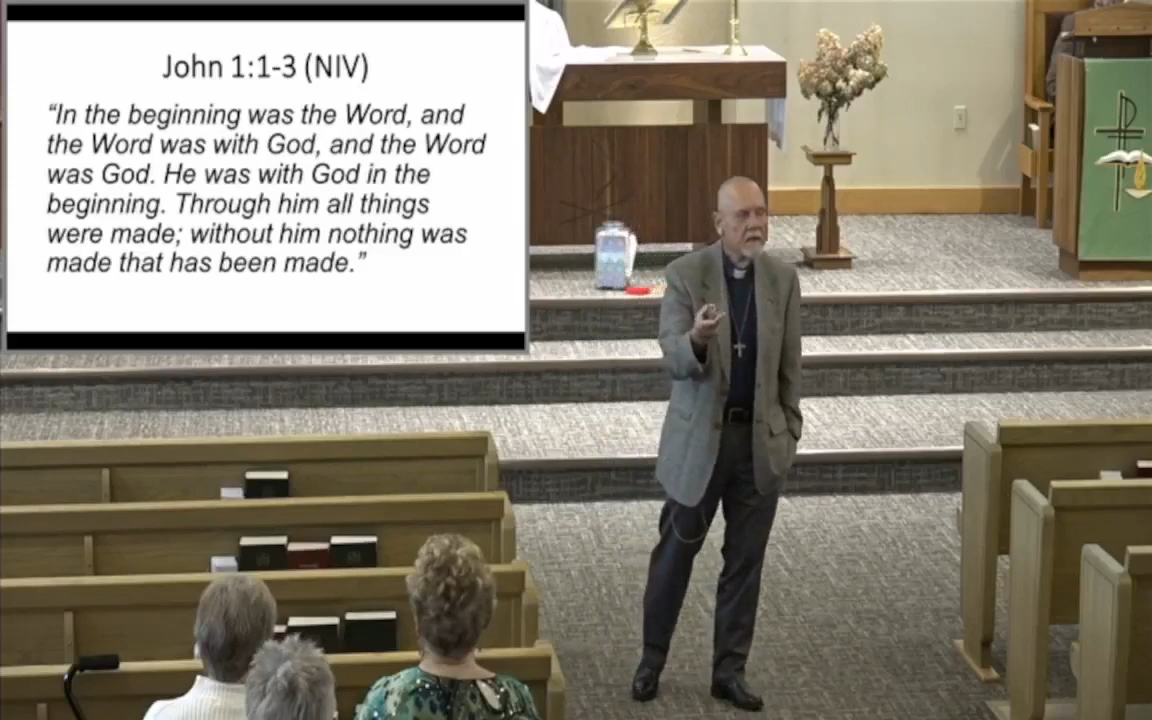 John 1:1-3 (NIV)
“In the beginning was the Word, and
the Word was with God, and the Word
was God. He was with God in the
beginning. Through him all things
were made; without him nothing was
made that has been made.”